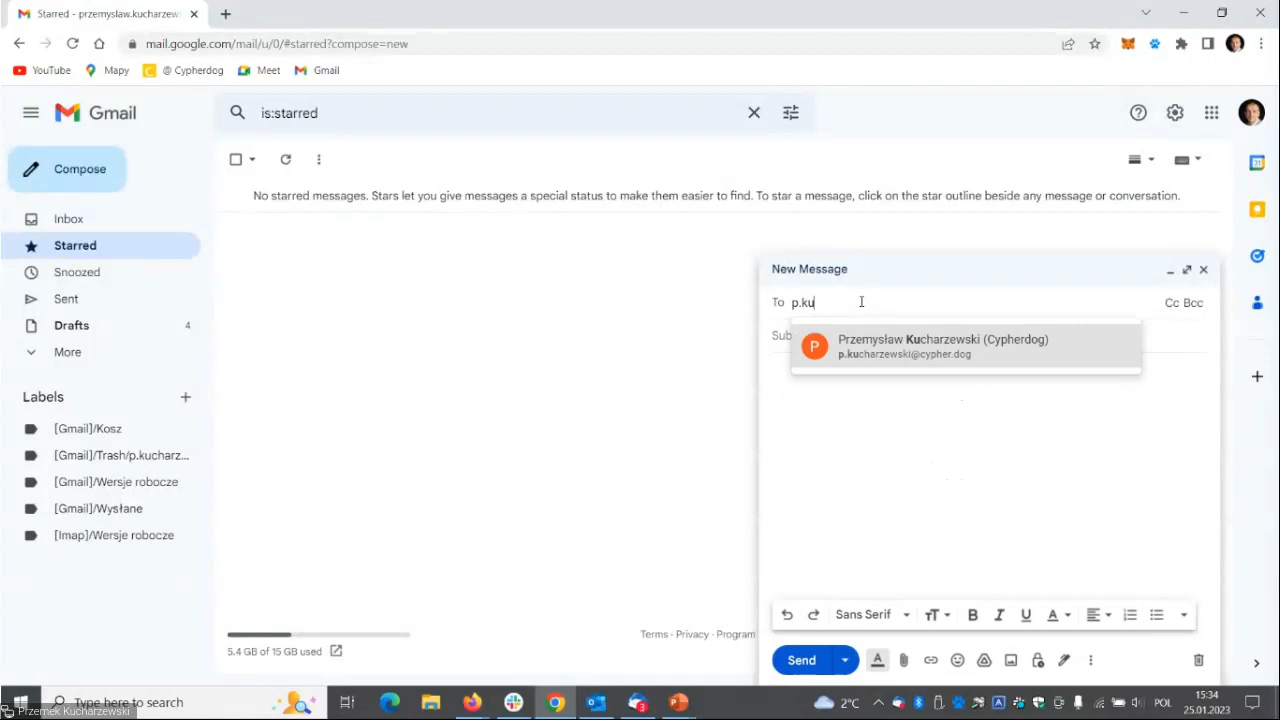 Starred - przemyslaw.kucharzew
mail.google.com/mail/u/0/#starred?compose=new
YouTube
Mapy
@ Cypherdog
Meet
Gmail
Gmail
is:starred
Compose
No starred messages. Stars let you give messages a special status to make them easier to find. To star a message, click on the star outline beside any message or conversation.
Inbox
Starred
Snoozed
Sent
Drafts 4
More
Labels
[Gmail]/Kosz
[Gmail]/Trash/p.kucharz...
[Gmail]/Wersje robocze
[Gmail]/Wysłane
[Imap]/Wersje robocze
New Message
To p.ku
Cc Bcc
Sub
P
Przemysław Kucharzewski (Cypherdog)
p.kucharzewski@cypher.dog
Sans Serif
Send
Terms · Privacy · Program
5.4 GB of 15 GB used
Type here to search
3
2°C
POL
15:34
25.01.2023
Przemek Kucharzewski